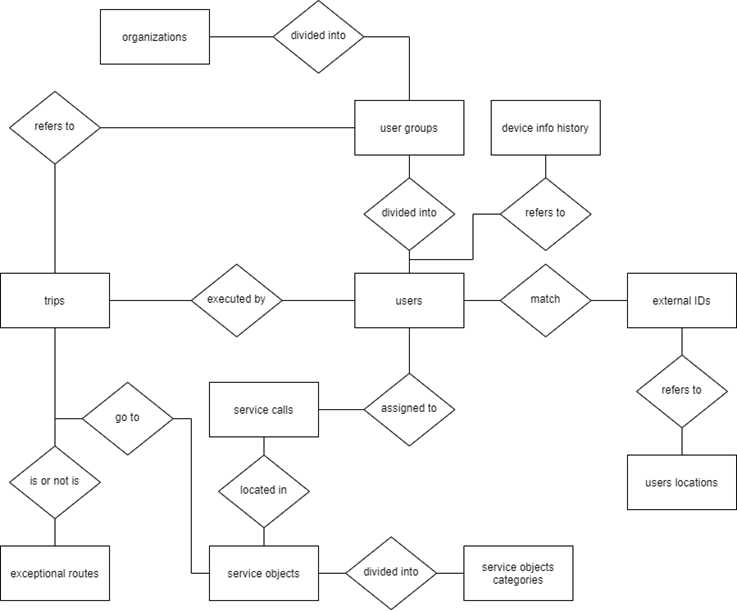 organizations
divided into
refers to
user groups
device info history
divided into
refers to
trips
executed by
users
match
external IDs
refers to
go to
service calls
assigned to
is or not is
located in
users locations
exceptional routes
service objects
divided into
service objects
categories